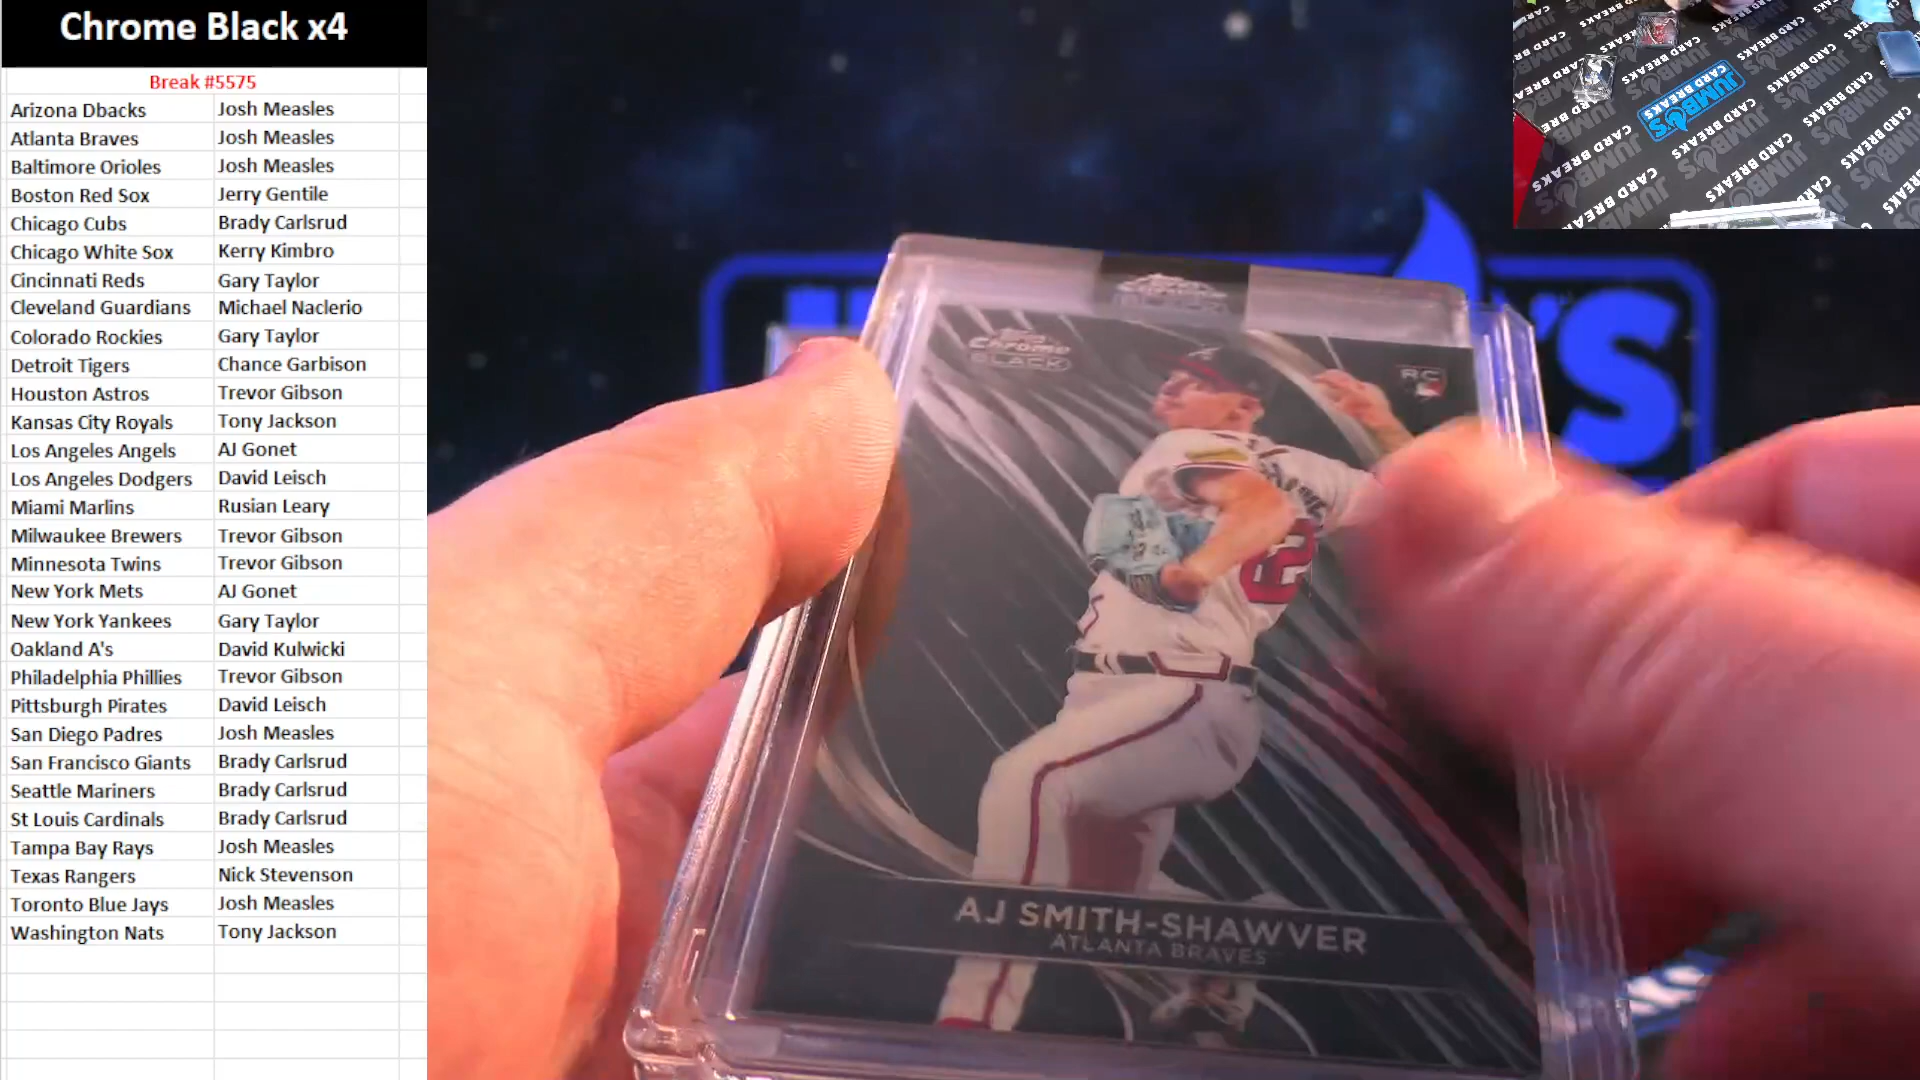 Chrome Black x4
Break #5575
Arizona Dbacks Josh Measles
Atlanta Braves Josh Measles
Baltimore Orioles Josh Measles
Boston Red Sox Jerry Gentile
Chicago Cubs Brady Carlsrud
Chicago White Sox Kerry Kimbro
Cincinnati Reds Gary Taylor
Cleveland Guardians Michael Naclerio
Colorado Rockies Gary Taylor
Detroit Tigers Chance Garbison
Houston Astros Trevor Gibson
Kansas City Royals Tony Jackson
Los Angeles Angels AJ Gonet
Los Angeles Dodgers David Leisch
Miami Marlins Rusian Leary
Milwaukee Brewers Trevor Gibson
Minnesota Twins Trevor Gibson
New York Mets AJ Gonet
New York Yankees Gary Taylor
Oakland A's David Kulwicki
Philadelphia Phillies Trevor Gibson
Pittsburgh Pirates David Leisch
San Diego Padres Josh Measles
San Francisco Giants Brady Carlsrud
Seattle Mariners Brady Carlsrud
St Louis Cardinals Brady Carlsrud
Tampa Bay Rays Josh Measles
Texas Rangers Nick Stevenson
Toronto Blue Jays Josh Measles
Washington Nats Tony Jackson
Chrome
BLACK
RC
AJ SMITH-SHAWVER
ATLANTA BRAVES
JUMBO'S
CARD BREAKS